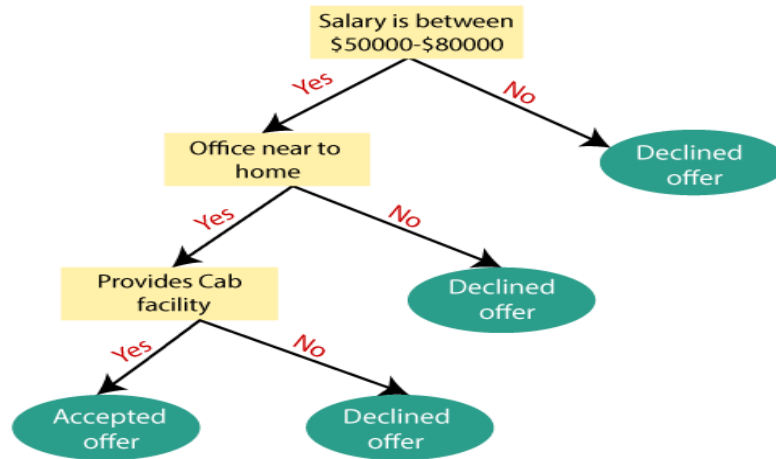 Salary is between
$50000-$80000
Yes
No
Office near to
home
Declined
offer
Yes
No
Provides Cab
facility
Declined
offer
Yes
No
Accepted
offer
Declined
offer